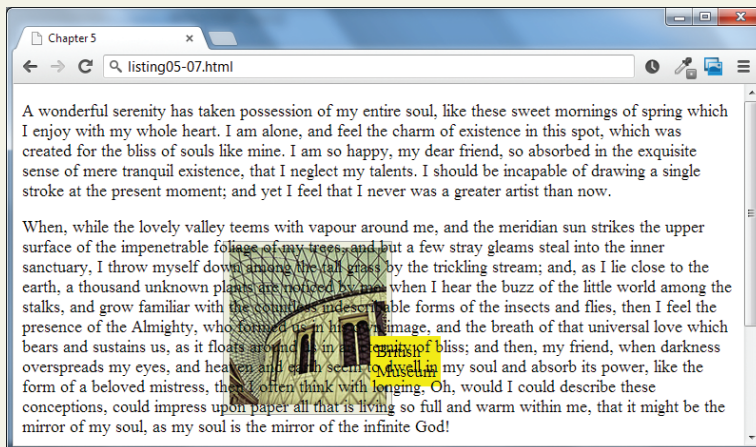 Chapter 5
listing05-07.html
A wonderful serenity has taken possession of my entire soul, like these sweet mornings of spring which
I enjoy with my whole heart. I am alone, and feel the charm of existence in this spot, which was
created for the bliss of souls like mine. I am so happy, my dear friend, so absorbed in the exquisite
sense of mere tranquil existence, that I neglect my talents. I should be incapable of drawing a single
stroke at the present moment; and yet I feel that I never was a greater artist than now.
When, while the lovely valley teems with vapour around me, and the meridian sun strikes the upper
surface of the impenetrable foliage of my trees, and but a few stray gleams steal into the inner
sanctuary, I throw myself down among the tall grass by the trickling stream; and, as I lie close to the
earth, a thousand unknown plants are noticed by me: when I hear the buzz of the little world among the
stalks, and grow familiar with the countless indescribable forms of the insects and flies, then I feel the
presence of the Almighty, who formed us in his own image, and the breath of that universal love which
bears and sustains us, as it floats around us in an eternity of bliss; and then, my friend, when darkness
overspreads my eyes, and heaven and earth seem to dwell in my soul and absorb its power, like the
form of a beloved mistress, then I often think with longing, Oh, would I could describe these
conceptions, could impress upon paper all that is living so full and warm within me, that it might be the
mirror of my soul, as my soul is the mirror of the infinite God!
British
Museum